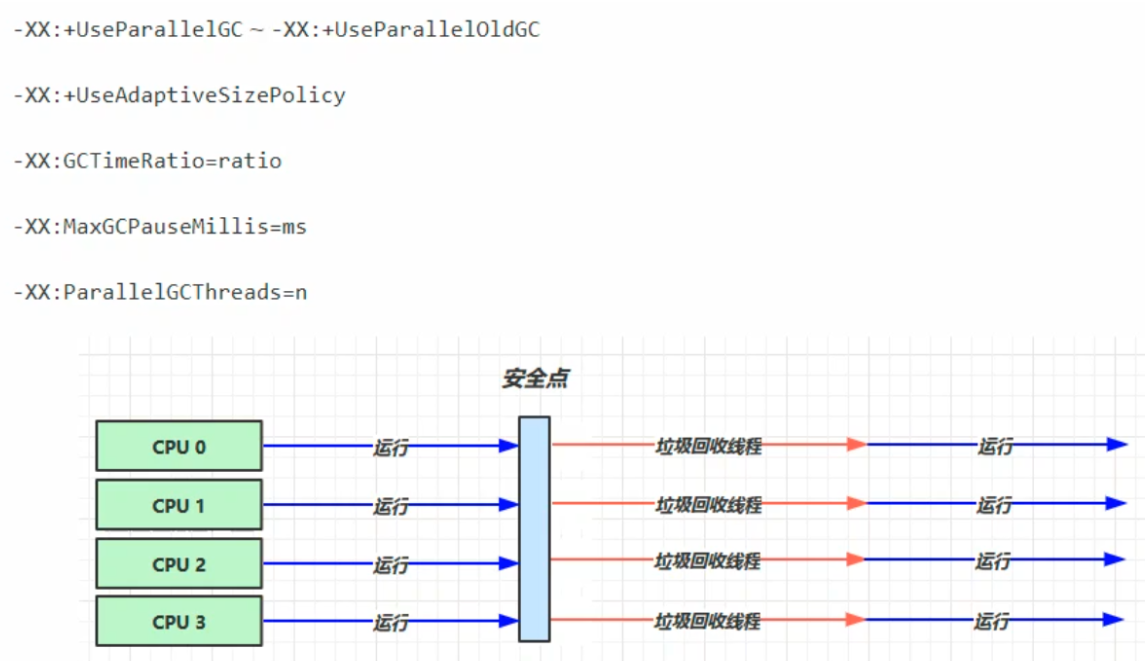 -XX:+UseParallelGC ~ -XX:+UseParallelOldGC
-XX:+UseAdaptiveSizePolicy
-XX:GCTimeRatio=ratio
-XX:MaxGCPauseMillis=ms
-XX:ParallelGCThreads=n
安全点
CPU 0 运行 垃圾回收线程 运行
CPU 1 运行 垃圾回收线程 运行
CPU 2 运行 垃圾回收线程 运行
CPU 3 运行 垃圾回收线程 运行